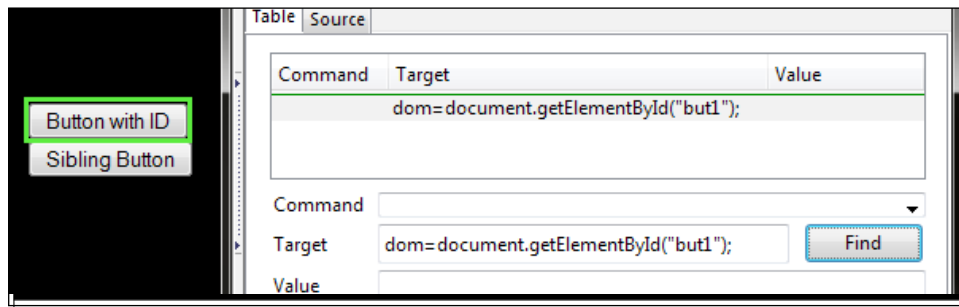 Table Source
Command Target Value
dom=document.getElementById("but1");
Button with ID
Sibling Button
Command
Target dom=document.getElementById("but1"); Find
Value